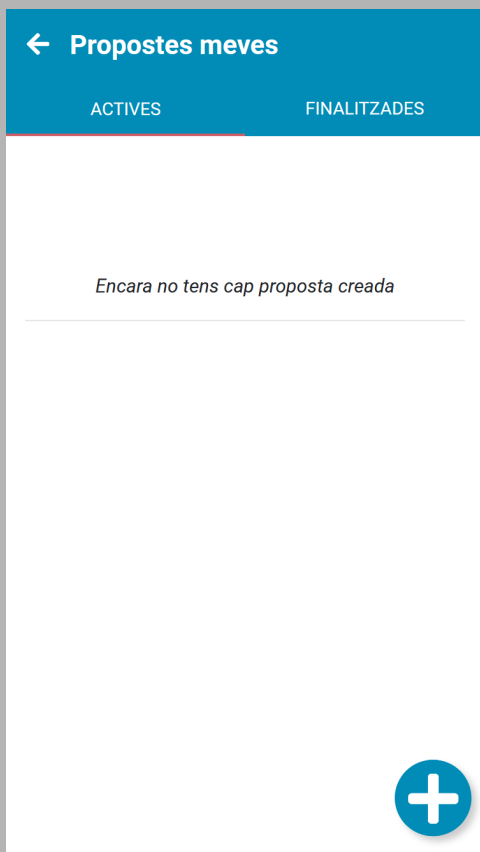 Propostes meves
ACTIVES
FINALITZADES
Encara no tens cap proposta creada